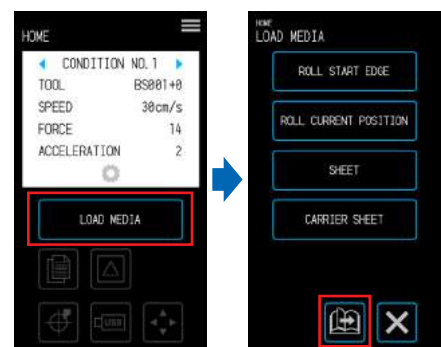 HOME
CONDITION NO.1
TOOL BS001+0
SPEED 30cm/s
FORCE 14
ACCELERATION 2
LOAD MEDIA
USB
HOME
LOAD MEDIA
ROLL START EDGE
ROLL CURRENT POSITION
SHEET
CARRIER SHEET